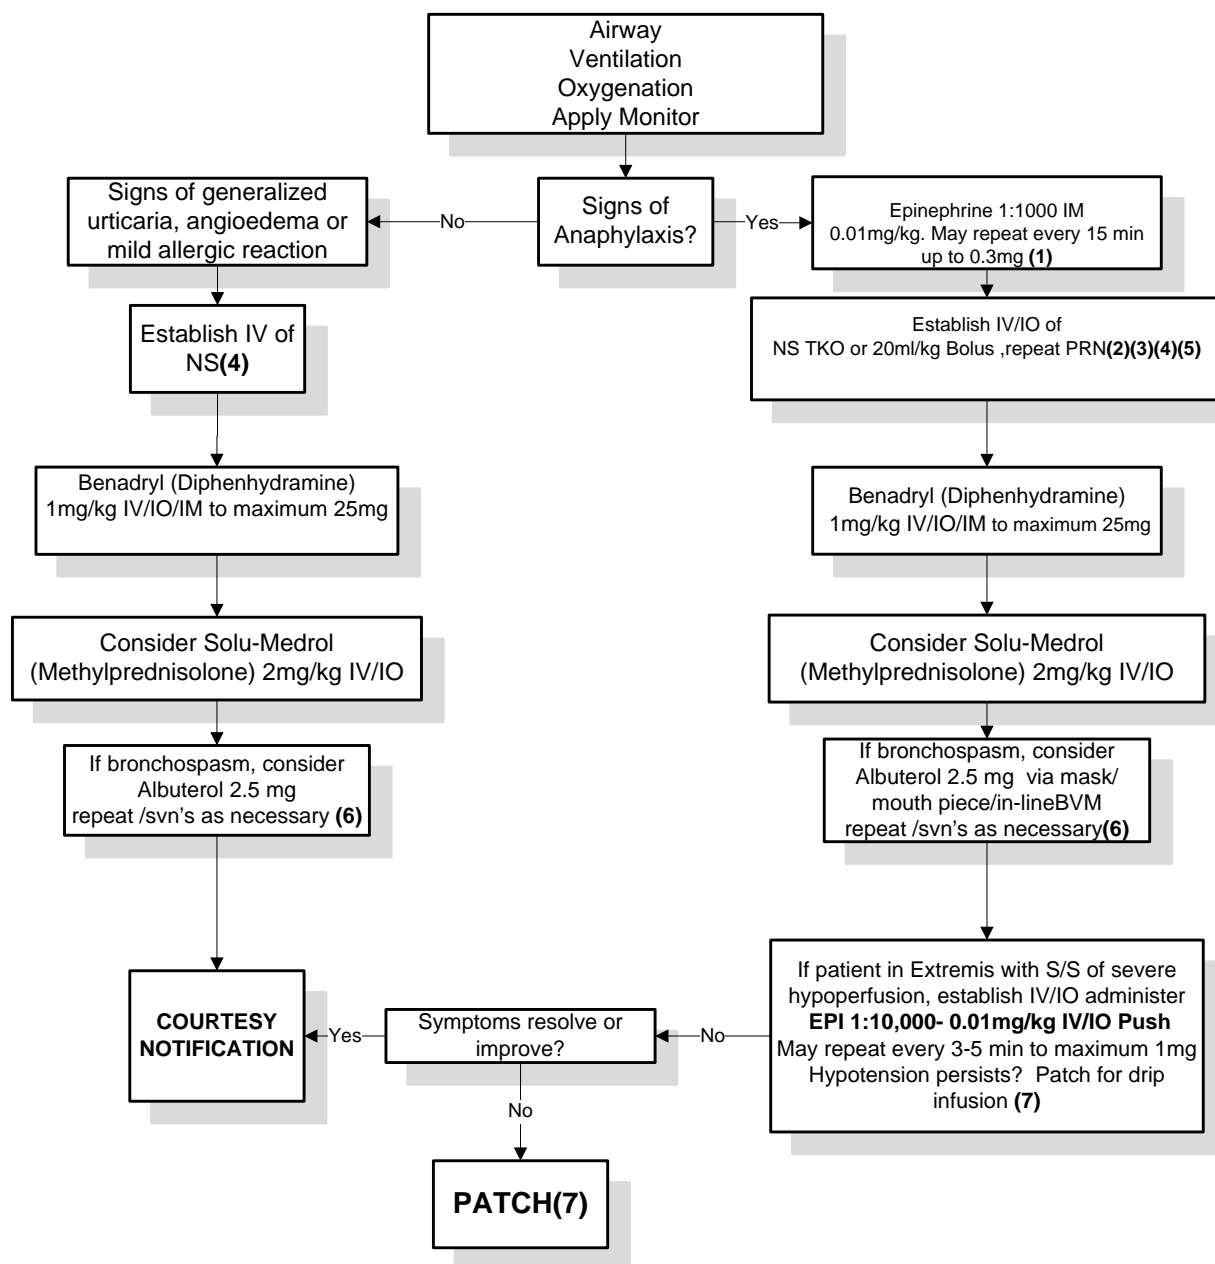 Airway
Ventilation
Oxygenation
Apply Monitor
Signs of generalized
urticaria, angioedema or
mild allergic reaction
No
Signs of
Anaphylaxis?
Yes
Epinephrine 1:1000 IM
0.01mg/kg. May repeat every 15 min
up to 0.3mg (1)
Establish IV of
NS(4)
Establish IV/IO of
NS TKO or 20ml/kg Bolus ,repeat PRN(2)(3)(4)(5)
Benadryl (Diphenhydramine)
1mg/kg IV/IO/IM to maximum 25mg
Benadryl (Diphenhydramine)
1mg/kg IV/IO/IM to maximum 25mg
Consider Solu-Medrol
(Methylprednisolone) 2mg/kg IV/IO
Consider Solu-Medrol
(Methylprednisolone) 2mg/kg IV/IO
If bronchospasm, consider
Albuterol 2.5 mg
repeat /svn's as necessary (6)
If bronchospasm, consider
Albuterol 2.5 mg via mask/
mouth piece/in-lineBVM
repeat /svn's as necessary(6)
If patient in Extremis with S/S of severe
hypoperfusion, establish IV/IO administer
EPI 1:10,000- 0.01mg/kg IV/IO Push
May repeat every 3-5 min to maximum 1mg
Hypotension persists? Patch for drip
infusion (7)
No
Symptoms resolve or
improve?
Yes
COURTESY
NOTIFICATION
No
PATCH(7)